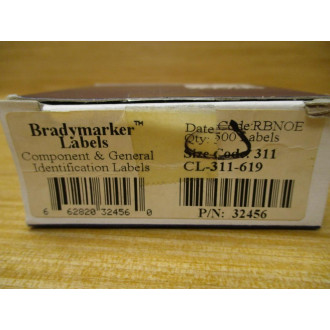 Bradymarker™
Labels
Component & General
Identification Labels
6 62820 32456 0
Date Code: RBNOE
Qty: 300 Labels
Size Code: 311
CL-311-619
P/N: 32456